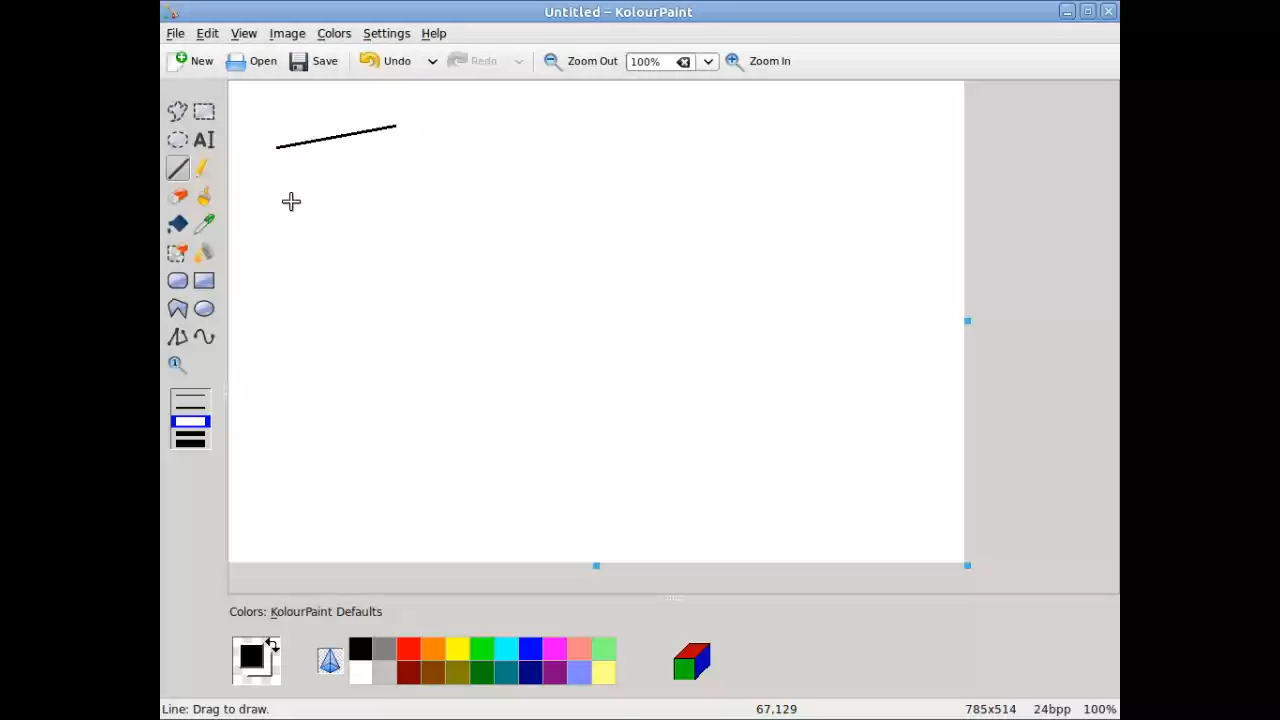 Untitled – KolourPaint
File Edit View Image Colors Settings Help
New Open Save Undo Redo Zoom Out 100% Zoom In
AI
Colors: KolourPaint Defaults
Line: Drag to draw. 67,129 785x514 24bpp 100%